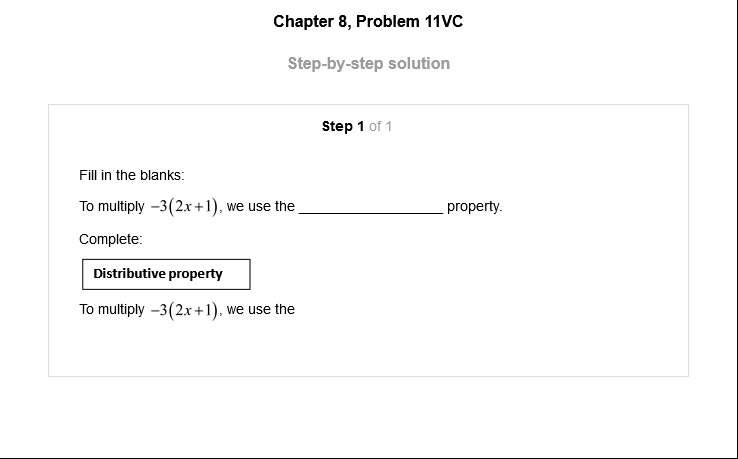 Chapter 8, Problem 11VC
Step-by-step solution
Step 1 of 1
Fill in the blanks:
To multiply −3(2x+1), we use the ___________________ property.
Complete:
Distributive property
To multiply −3(2x+1), we use the